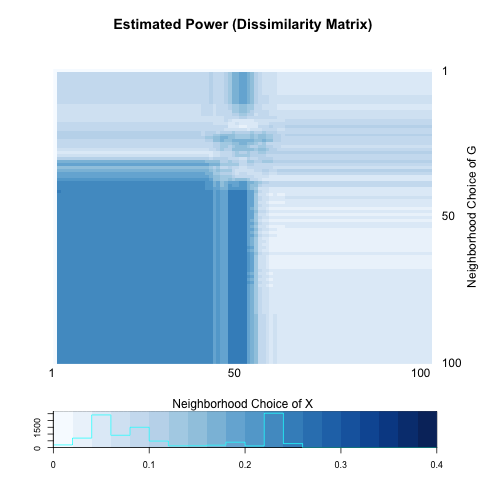 Estimated Power (Dissimilarity Matrix)
1
50
100
Neighborhood Choice of G
1 50 100
Neighborhood Choice of X
0 1500
0 0.1 0.2 0.3 0.4